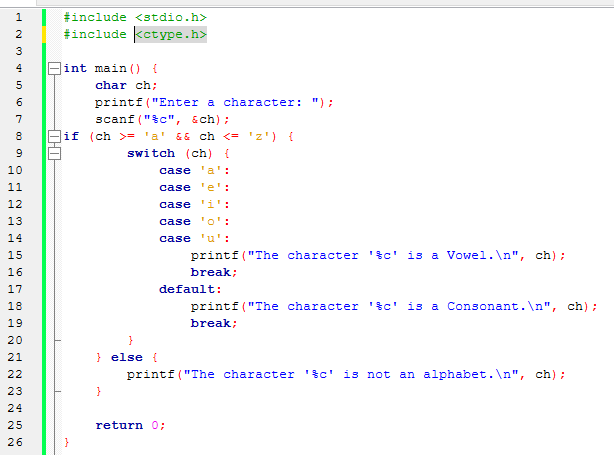 1 #include <stdio.h>
2 #include <ctype.h>
3
4 int main() {
5 char ch;
6 printf("Enter a character: ");
7 scanf("%c", &ch);
8 if (ch >= 'a' && ch <= 'z') {
9 switch (ch) {
10 case 'a':
11 case 'e':
12 case 'i':
13 case 'o':
14 case 'u':
15 printf("The character '%c' is a Vowel.\n", ch);
16 break;
17 default:
18 printf("The character '%c' is a Consonant.\n", ch);
19 break;
20 }
21 } else {
22 printf("The character '%c' is not an alphabet.\n", ch);
23 }
24
25 return 0;
26 }